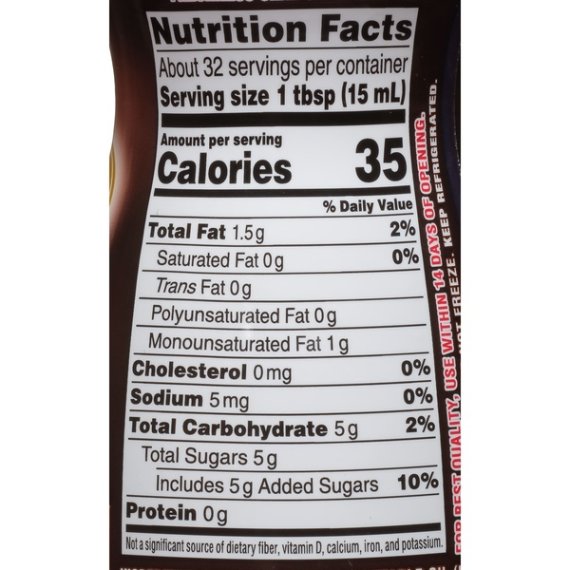 Nutrition Facts
About 32 servings per container
Serving size 1 tbsp (15 mL)
Amount per serving
Calories 35
% Daily Value
Total Fat 1.5g 2%
Saturated Fat 0g 0%
Trans Fat 0g
Polyunsaturated Fat 0g
Monounsaturated Fat 1g
Cholesterol 0mg 0%
Sodium 5mg 0%
Total Carbohydrate 5g 2%
Total Sugars 5g
Includes 5g Added Sugars 10%
Protein 0g
Not a significant source of dietary fiber, vitamin D, calcium, iron, and potassium.
FOR BEST QUALITY, USE WITHIN 14 DAYS OF OPENING.
NOT FREEZE. KEEP REFRIGERATED.